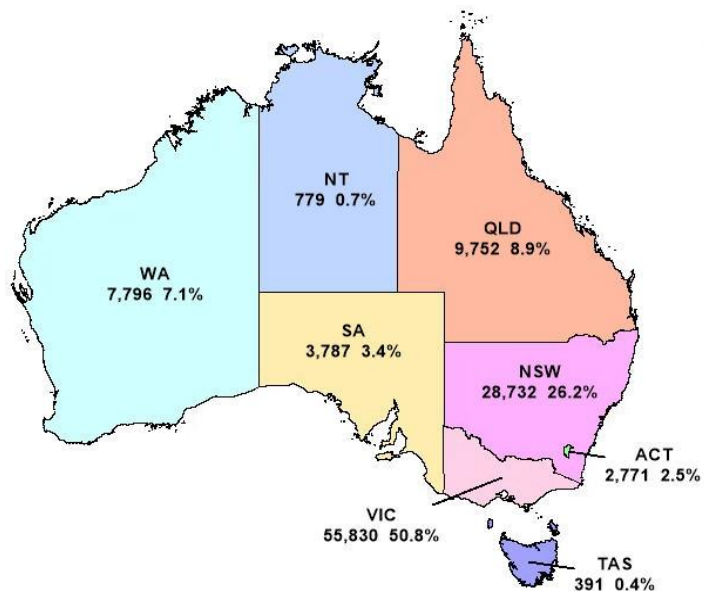 NT
779 0.7%
QLD
9,752 8.9%
WA
7,796 7.1%
SA
3,787 3.4%
NSW
28,732 26.2%
ACT
2,771 2.5%
VIC
55,830 50.8%
TAS
391 0.4%